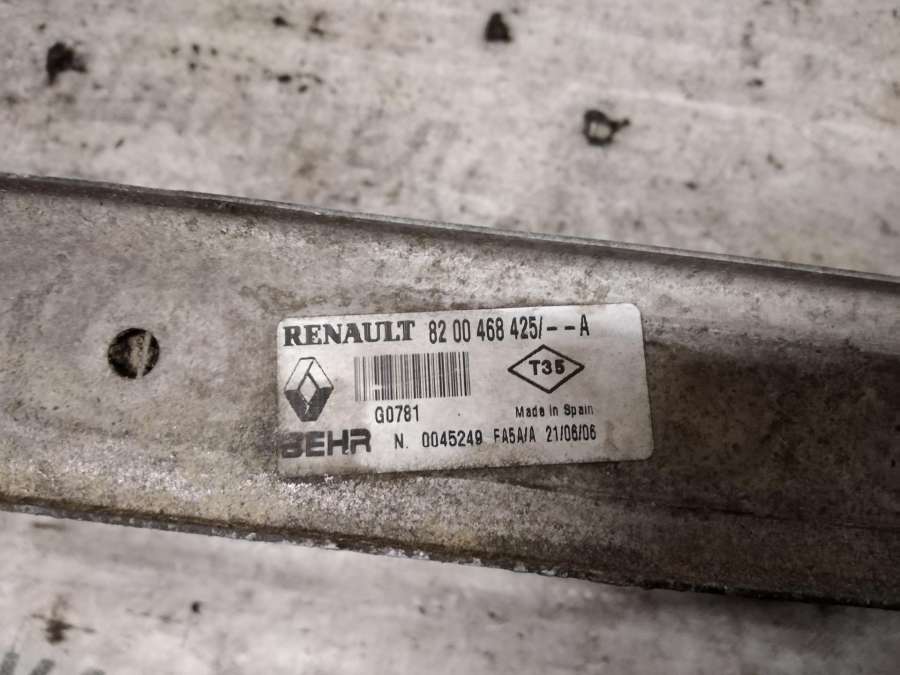 RENAULT 82 00 468 425/--A
T35
G0781
Made in Spain
BEHR N. 0045249 FA5A/A 21/06/06